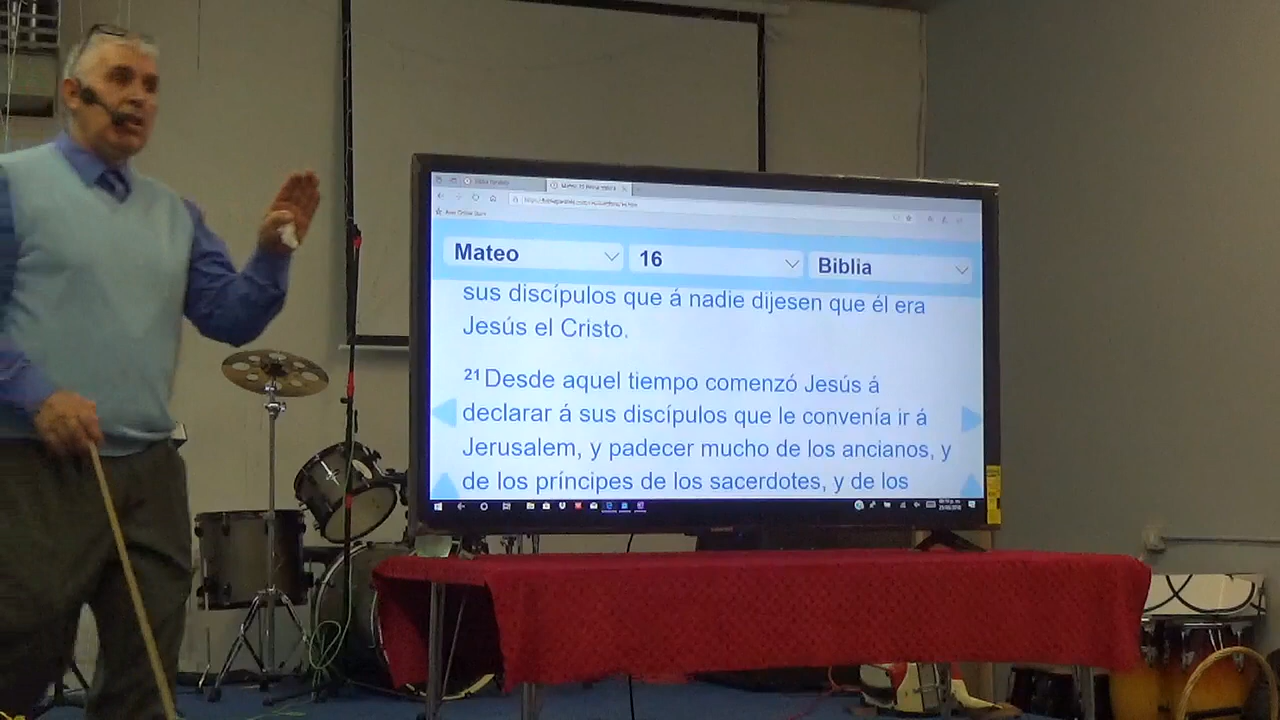 Mateo
16
Biblia
sus discípulos que á nadie dijesen que él era
Jesús el Cristo.
21 Desde aquel tiempo comenzó Jesús á
declarar á sus discípulos que le convenía ir á
Jerusalem, y padecer mucho de los ancianos, y
de los príncipes de los sacerdotes, y de los